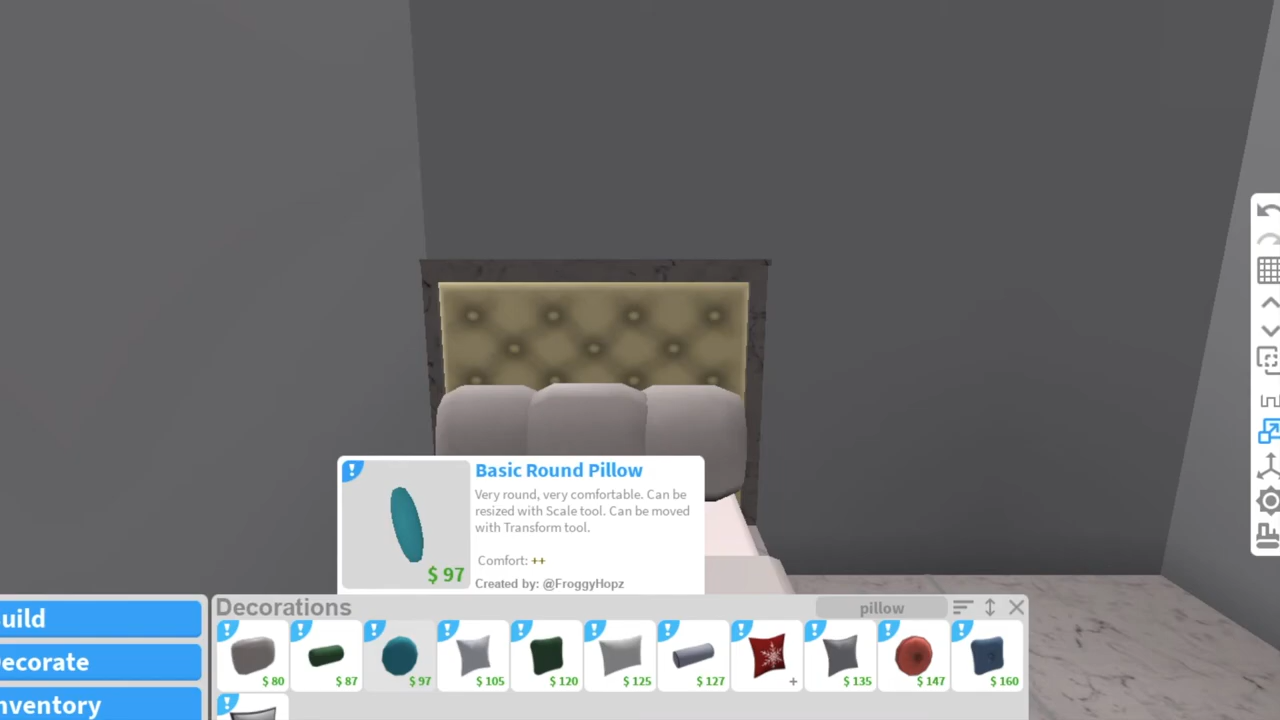 Basic Round Pillow
Very round, very comfortable. Can be
resized with Scale tool. Can be moved
with Transform tool.
$ 97
Comfort: ++
Created by: @FroggyHopz
uild
ecorate
nventory
Decorations
pillow
$ 80
$ 87
$ 97
$ 105
$ 120
$ 125
$ 127
+
$ 135
$ 147
$ 160